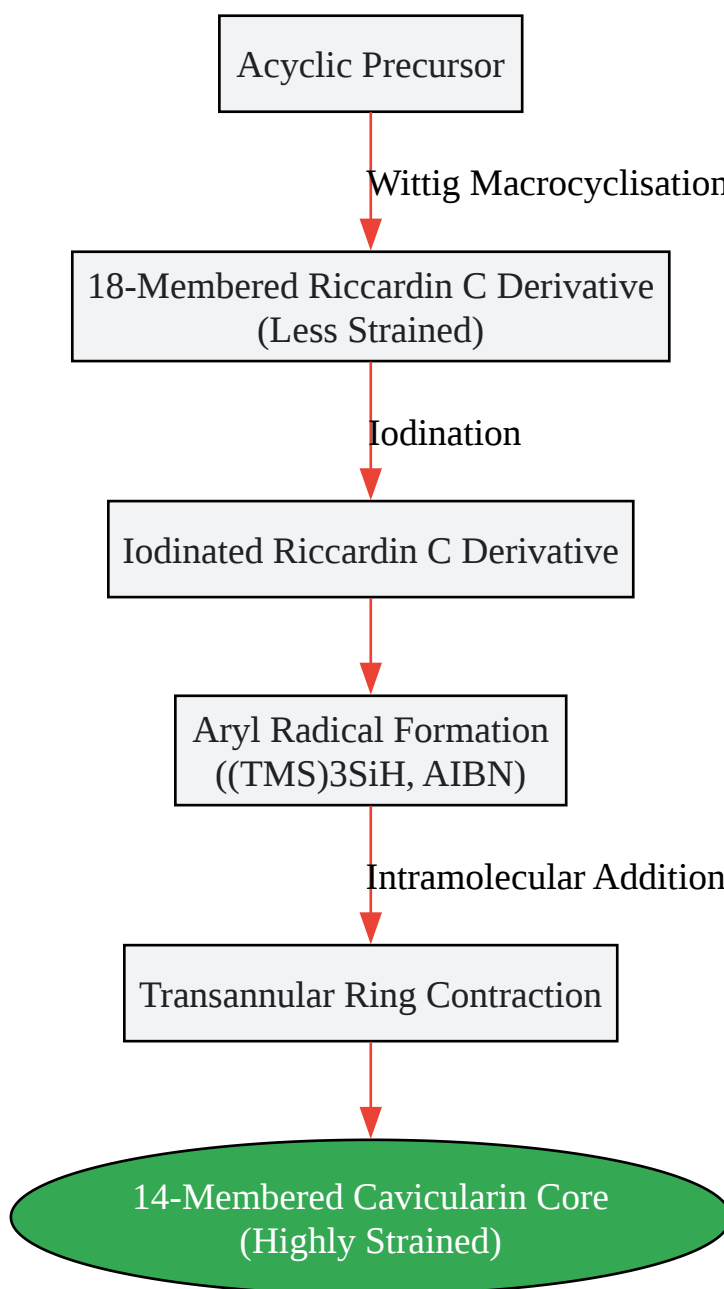 Acyclic Precursor
Wittig Macrocyclisation
18-Membered Riccardin C Derivative
(Less Strained)
Iodination
Iodinated Riccardin C Derivative
Aryl Radical Formation
((TMS)3SiH, AIBN)
Intramolecular Addition
Transannular Ring Contraction
14-Membered Cavicularin Core
(Highly Strained)